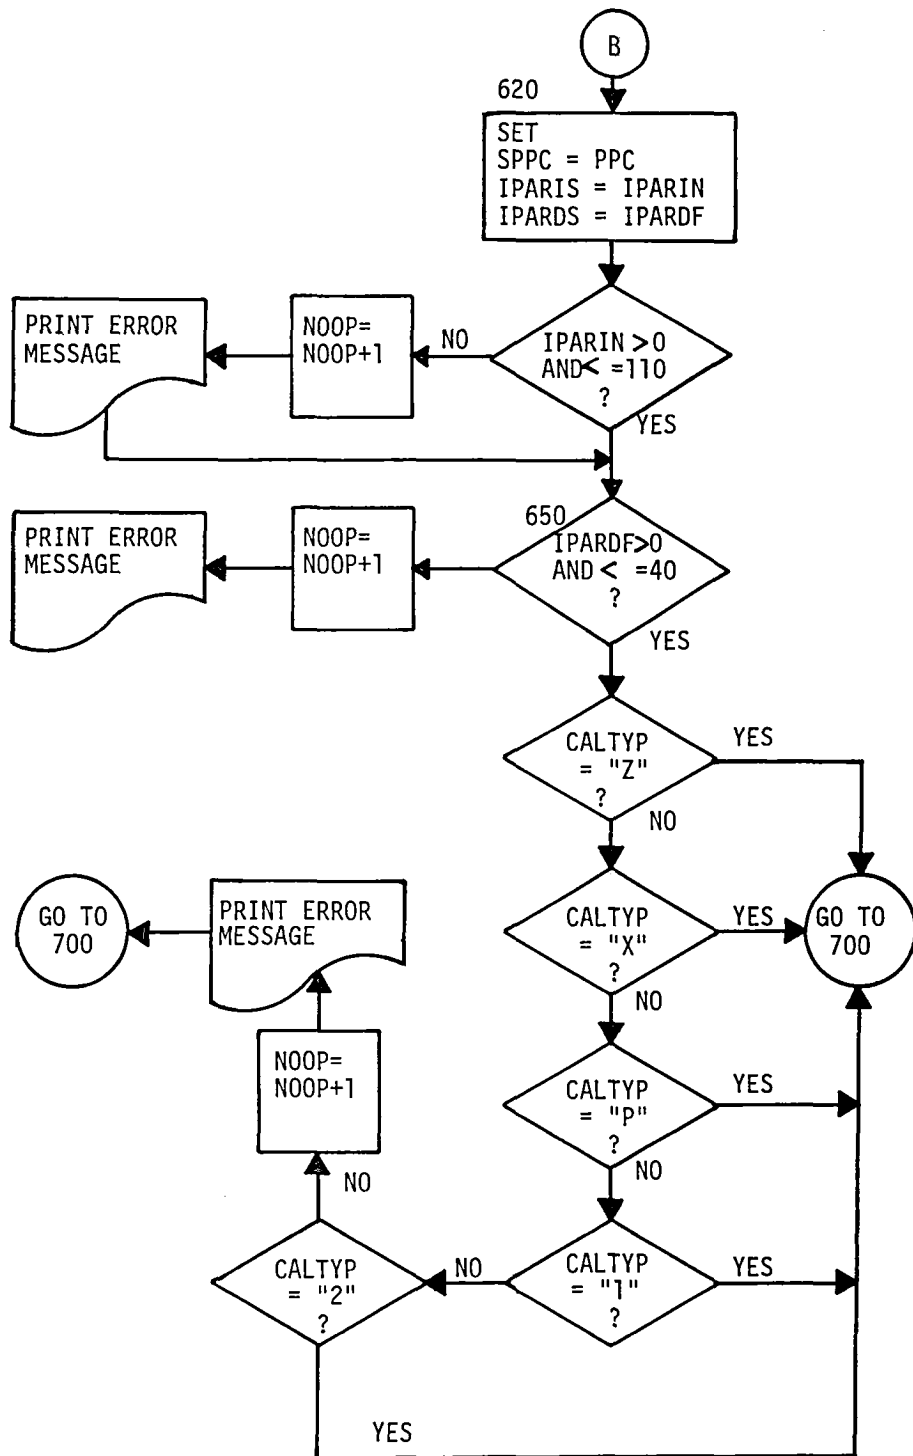 B
620
SET
SPPC = PPC
IPARIS = IPARIN
IPARDS = IPARDF
PRINT ERROR
MESSAGE
NOOP=
NOOP+1
NO
IPARIN >0
AND< =110
?
YES
650
PRINT ERROR
MESSAGE
NOOP=
NOOP+1
IPARDF>0
AND < =40
?
YES
CALTYP
= "Z"
?
YES
NO
GO TO
700
PRINT ERROR
MESSAGE
CALTYP
= "X"
?
YES
GO TO
700
NO
NOOP=
NOOP+1
CALTYP
= "P"
?
YES
NO
NO
CALTYP
= "2"
?
NO
CALTYP
= "1"
?
YES
YES